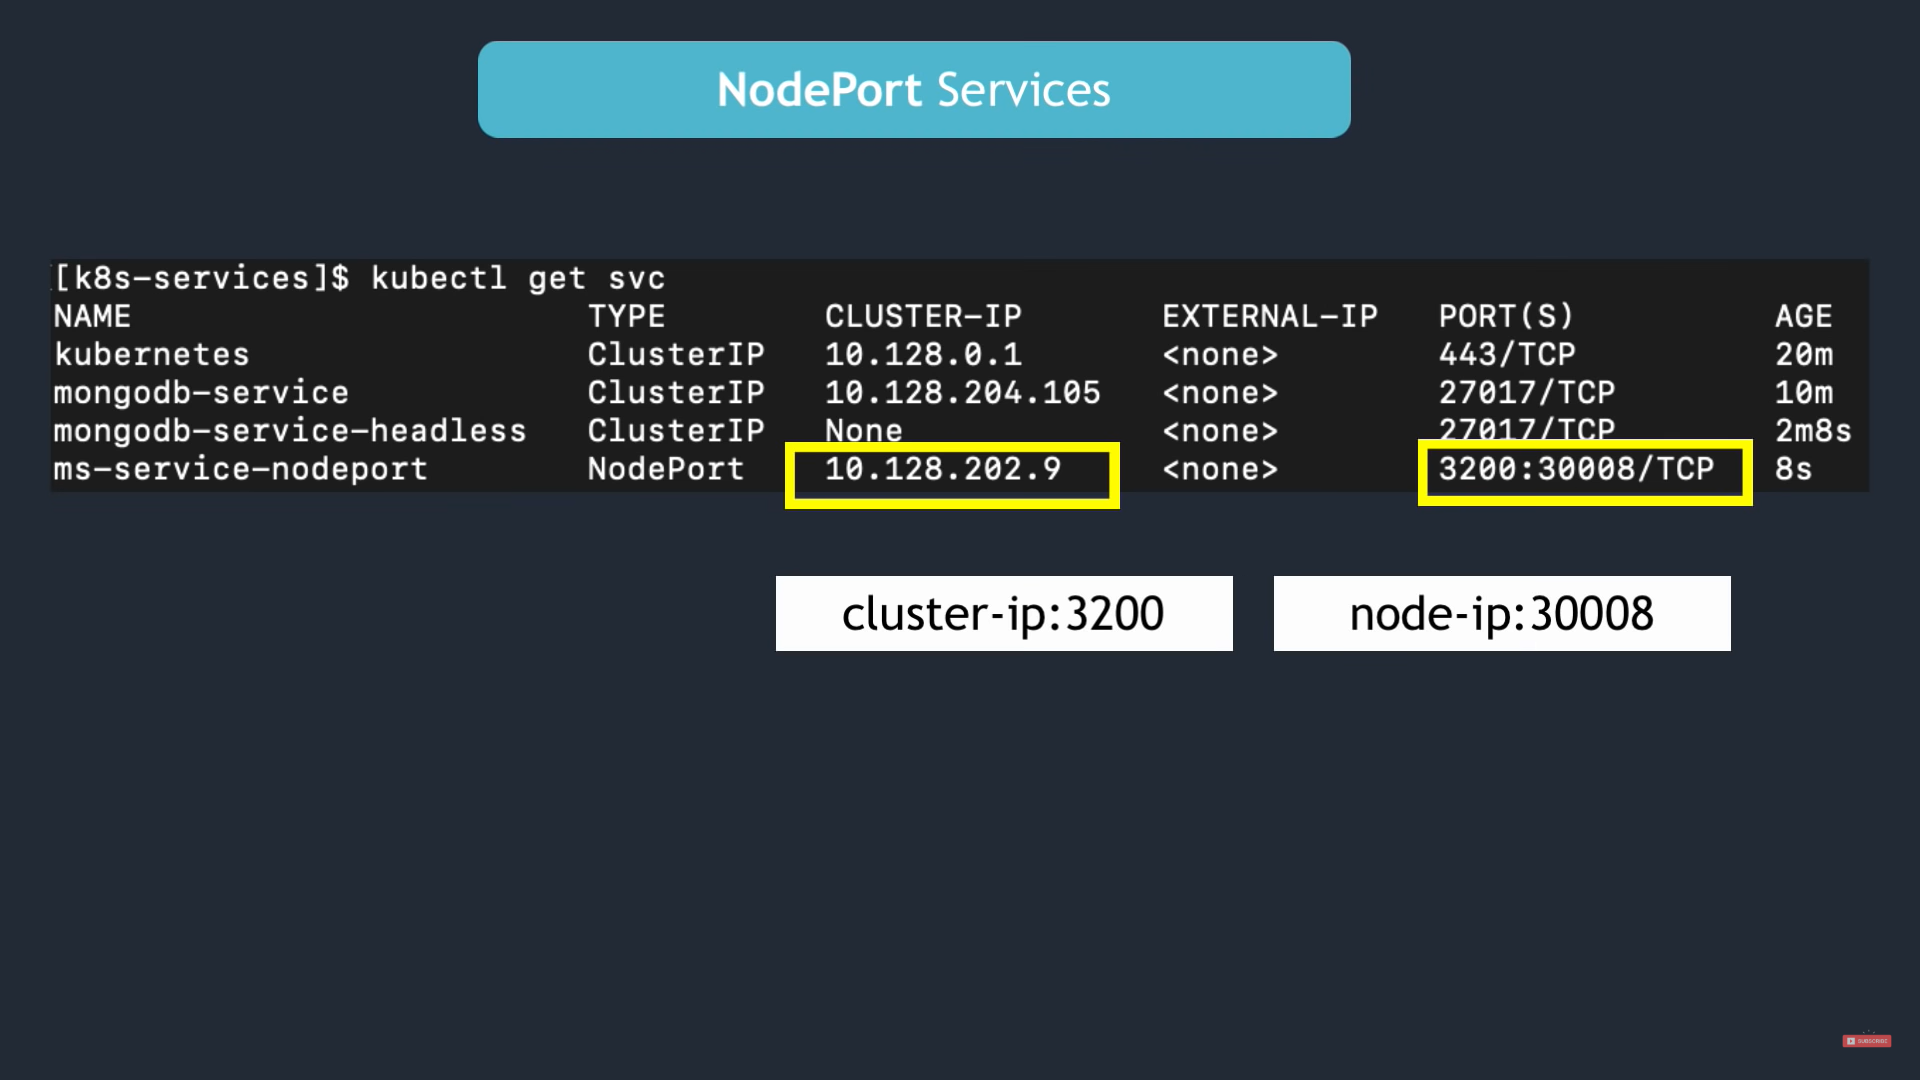 NodePort Services
[k8s-services]$ kubectl get svc
NAME TYPE CLUSTER-IP EXTERNAL-IP PORT(S) AGE
kubernetes ClusterIP 10.128.0.1 <none> 443/TCP 20m
mongodb-service ClusterIP 10.128.204.105 <none> 27017/TCP 10m
mongodb-service-headless ClusterIP None <none> 27017/TCP 2m8s
ms-service-nodeport NodePort 10.128.202.9 <none> 3200:30008/TCP 8s
cluster-ip:3200 node-ip:30008
SUBSCRIBE